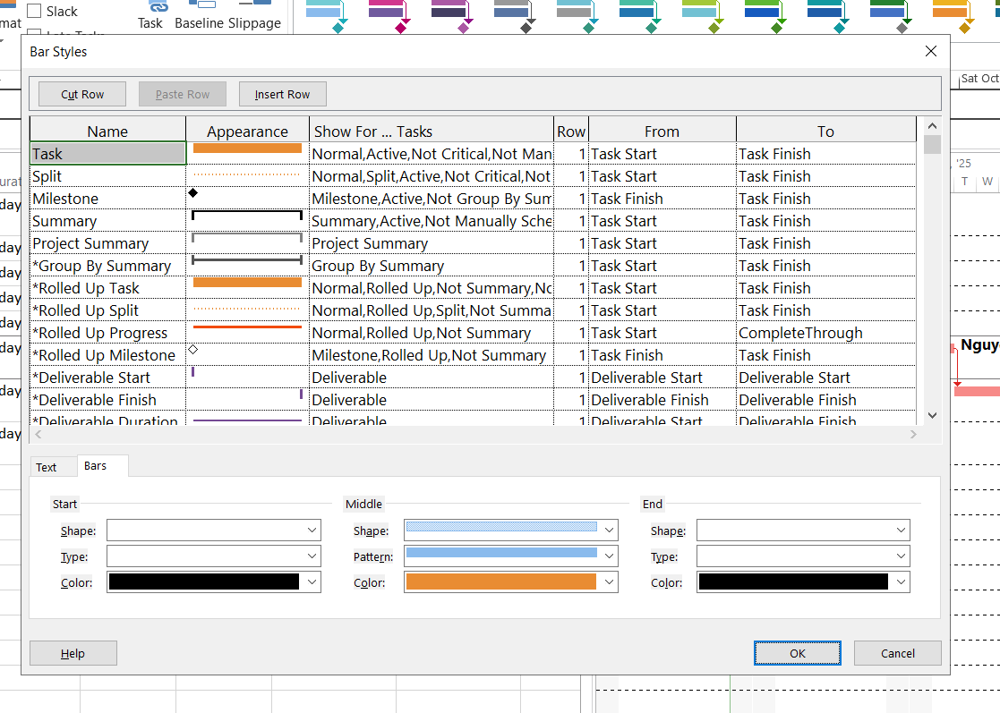 Slack
mat
Task Baseline Slippage
Bar Styles
Sat Oct
Cut Row Paste Row Insert Row
Name Appearance Show For ... Tasks Row From To
Task Normal,Active,Not Critical,Not Man 1 Task Start Task Finish
Split Normal,Split,Active,Not Critical,Not 1 Task Start Task Finish
Milestone Milestone,Active,Not Group By Sum 1 Task Finish Task Finish
Summary Summary,Active,Not Manually Sche 1 Task Start Task Finish
Project Summary Project Summary 1 Task Start Task Finish
*Group By Summary Group By Summary 1 Task Start Task Finish
*Rolled Up Task Normal,Rolled Up,Not Summary,No 1 Task Start Task Finish
*Rolled Up Split Normal,Rolled Up,Split,Not Summa 1 Task Start Task Finish
*Rolled Up Progress Normal,Rolled Up,Not Summary 1 Task Start CompleteThrough
*Rolled Up Milestone Milestone,Rolled Up,Not Summary 1 Task Finish Task Finish
*Deliverable Start Deliverable 1 Deliverable Start Deliverable Start
*Deliverable Finish Deliverable 1 Deliverable Finish Deliverable Finish
*Deliverable Duration Deliverable 1 Deliverable Start Deliverable Finish
'25
T W
urat
day
day
day
day
day
day
day
day
Nguy
Text Bars
Start Middle End
Shape: Shape: Shape:
Type: Pattern: Type:
Color: Color: Color:
Help OK Cancel